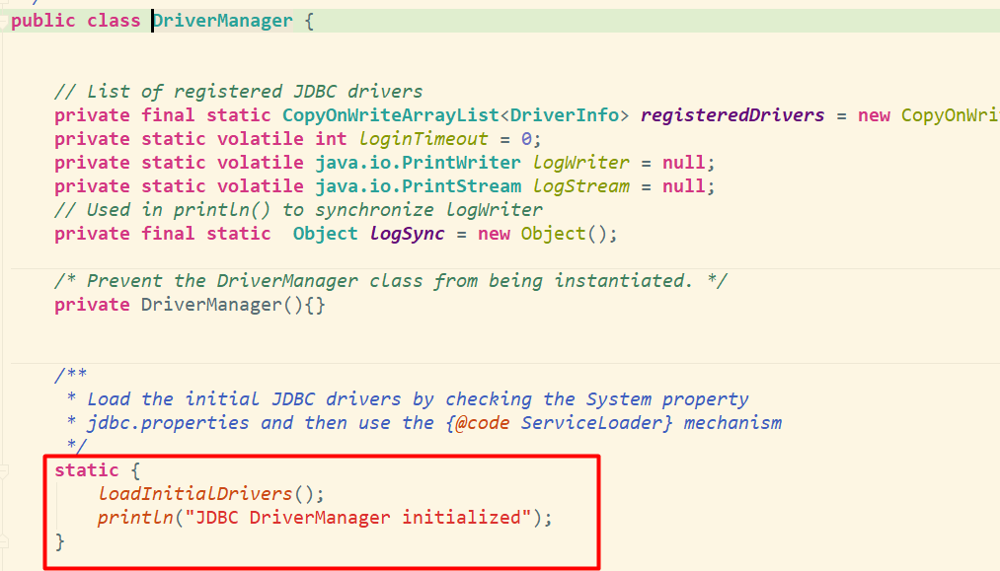 public class DriverManager {
// List of registered JDBC drivers
private final static CopyOnWriteArrayList<DriverInfo> registeredDrivers = new
private static volatile int loginTimeout = 0;
private static volatile java.io.PrintWriter logWriter = null;
private static volatile java.io.PrintStream logStream = null;
// Used in println() to synchronize logWriter
private final static  Object logSync = new Object();
/* Prevent the DriverManager class from being instantiated. */
private DriverManager(){}
/**
* Load the initial JDBC drivers by checking the System property
* jdbc.properties and then use the {@code ServiceLoader} mechanism
*/
static {
loadInitialDrivers();
println("JDBC DriverManager initialized");
}